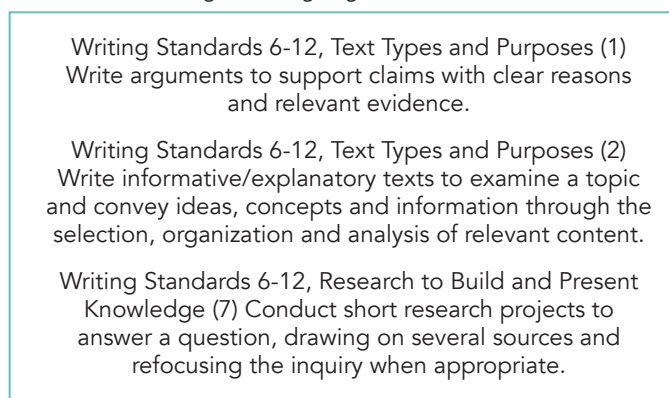 Writing Standards 6-12, Text Types and Purposes (1)
Write arguments to support claims with clear reasons
and relevant evidence.
Writing Standards 6-12, Text Types and Purposes (2)
Write informative/explanatory texts to examine a topic
and convey ideas, concepts and information through the
selection, organization and analysis of relevant content.
Writing Standards 6-12, Research to Build and Present
Knowledge (7) Conduct short research projects to
answer a question, drawing on several sources and
refocusing the inquiry when appropriate.